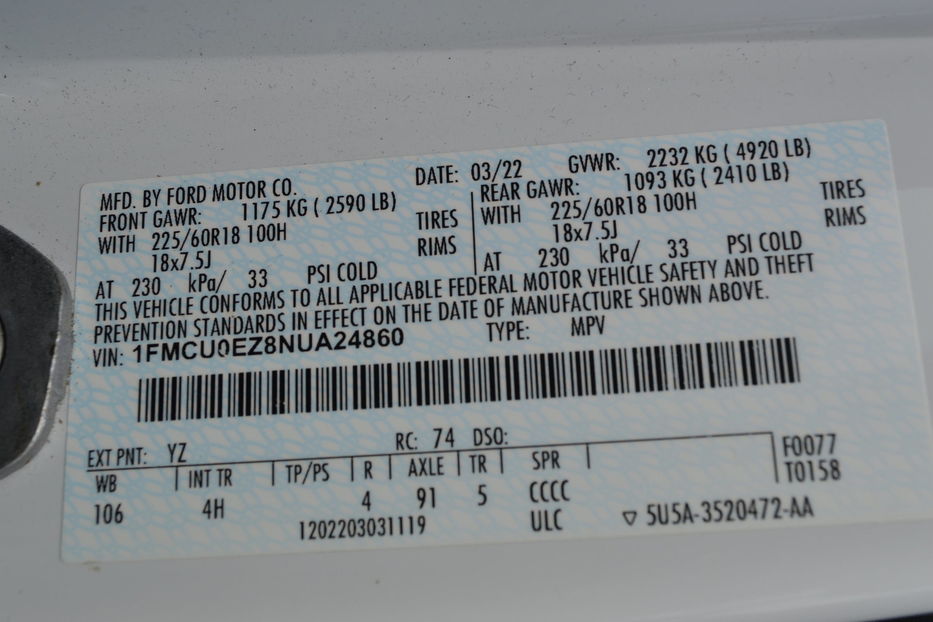 MFD. BY FORD MOTOR CO. DATE: 03/22 GVWR: 2232 KG ( 4920 LB)
FRONT GAWR: 1175 KG ( 2590 LB) REAR GAWR: 1093 KG ( 2410 LB)
WITH 225/60R18 100H TIRES WITH 225/60R18 100H TIRES
18x7.5J RIMS 18x7.5J RIMS
AT 230 kPa/ 33 PSI COLD AT 230 kPa/ 33 PSI COLD
THIS VEHICLE CONFORMS TO ALL APPLICABLE FEDERAL MOTOR VEHICLE SAFETY AND THEFT
PREVENTION STANDARDS IN EFFECT ON THE DATE OF MANUFACTURE SHOWN ABOVE.
VIN: 1FMCU0EZ8NUA24860 TYPE: MPV
EXT PNT: YZ RC: 74 DSO:
WB INT TR TP/PS R AXLE TR SPR F0077
106 4H 4 91 5 CCCC T0158
1202203031119 ULC ▽ 5U5A-3520472-AA